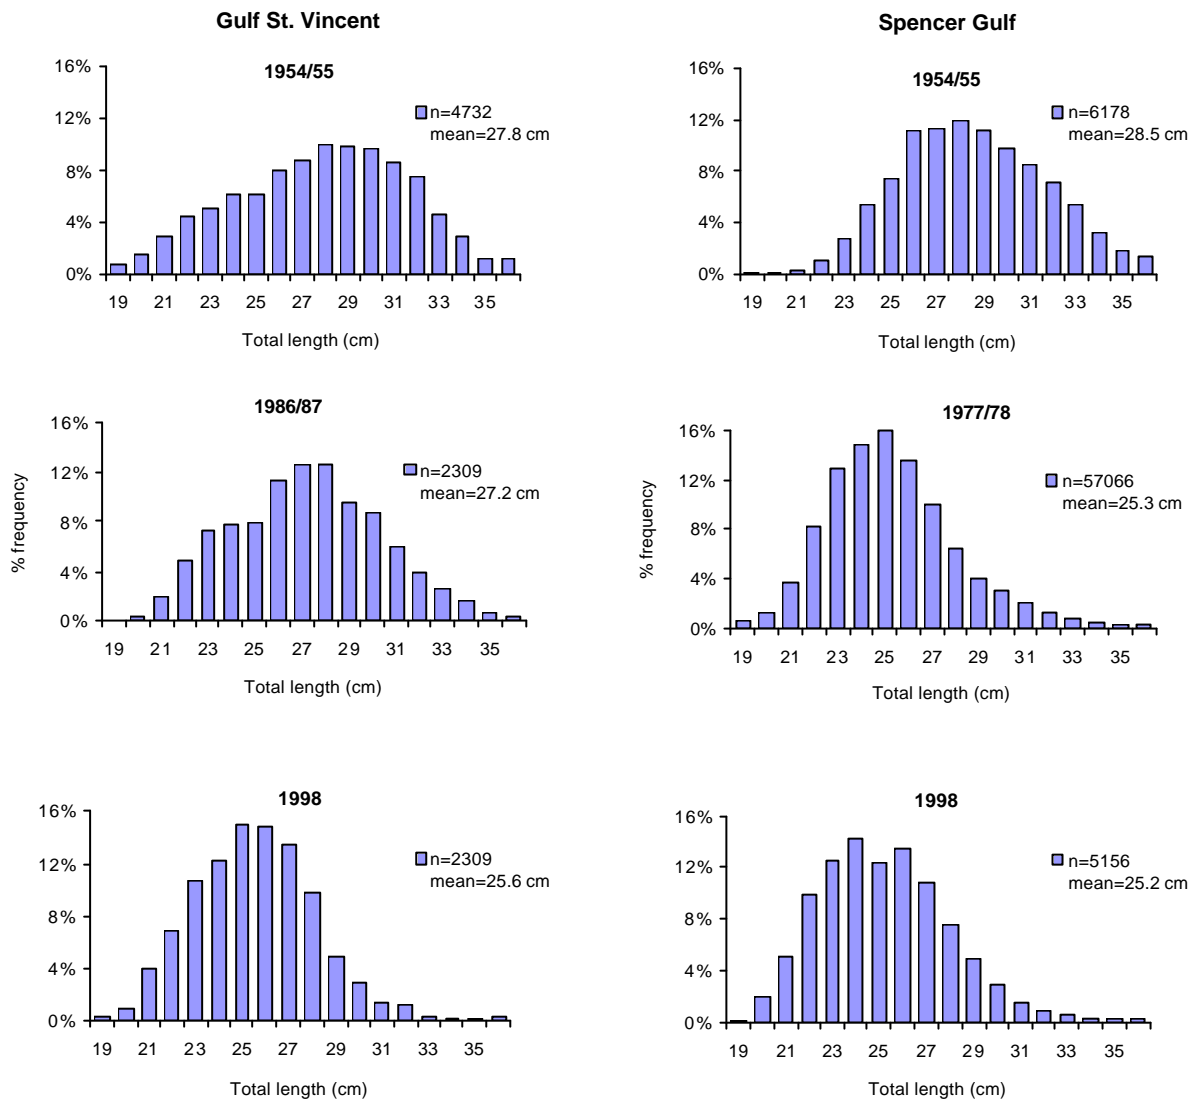 Gulf St. Vincent
Spencer Gulf
1954/55
16%
12%
8%
4%
0%
n=4732
mean=27.8 cm
19 21 23 25 27 29 31 33 35
Total length (cm)
1954/55
16%
12%
8%
4%
0%
n=6178
mean=28.5 cm
19 21 23 25 27 29 31 33 35
Total length (cm)
1986/87
% frequency
16%
12%
8%
4%
0%
n=2309
mean=27.2 cm
19 21 23 25 27 29 31 33 35
Total length (cm)
1977/78
% frequency
16%
12%
8%
4%
0%
n=57066
mean=25.3 cm
19 21 23 25 27 29 31 33 35
Total length (cm)
1998
16%
12%
8%
4%
0%
n=2309
mean=25.6 cm
19 21 23 25 27 29 31 33 35
Total length (cm)
1998
16%
12%
8%
4%
0%
n=5156
mean=25.2 cm
19 21 23 25 27 29 31 33 35
Total length (cm)